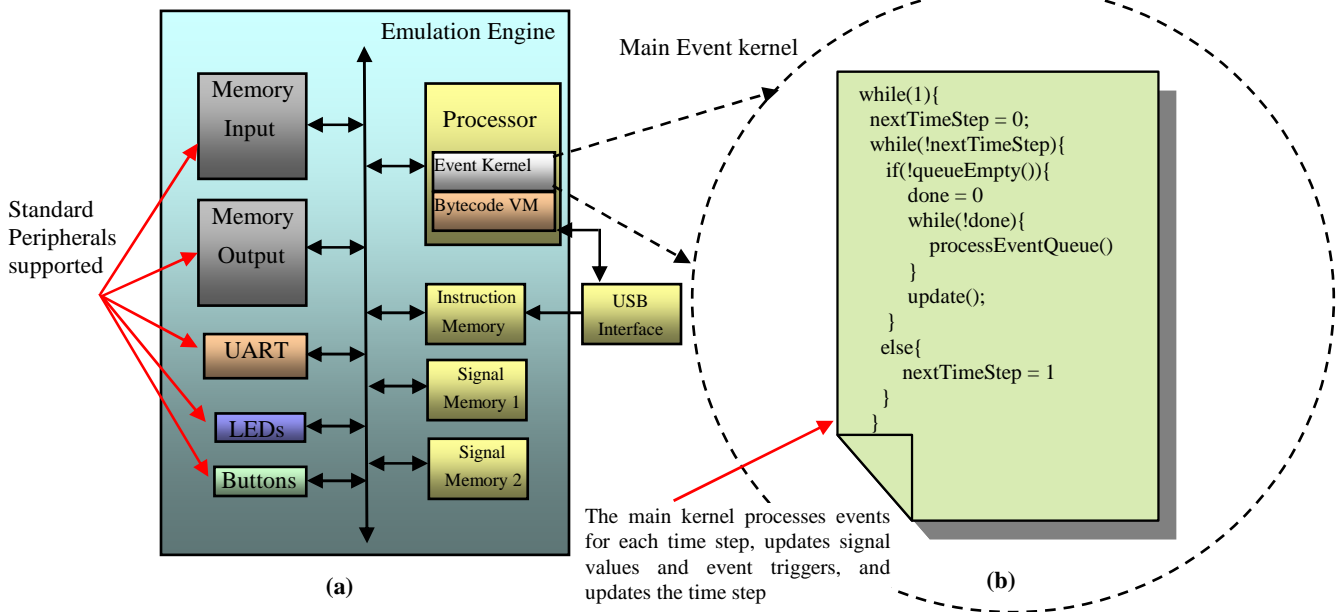 Emulation Engine
Memory
Input
Memory
Output
UART
LEDs
Buttons
Processor
Event Kernel
Bytecode VM
Instruction
Memory
Signal
Memory 1
Signal
Memory 2
USB
Interface
Standard
Peripherals
supported
(a)
Main Event kernel
while(1){
nextTimeStep = 0;
while(!nextTimeStep){
if(!queueEmpty()){
done = 0
while(!done){
processEventQueue()
}
update();
}
else{
nextTimeStep = 1
}
}
The main kernel processes events
for each time step, updates signal
values and event triggers, and
updates the time step
(b)